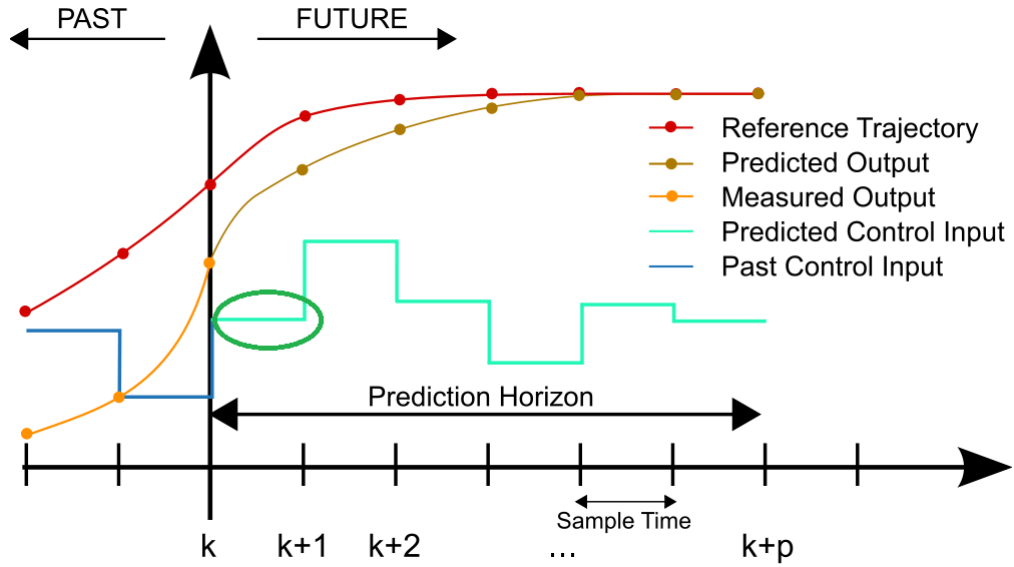 PAST
FUTURE
Reference Trajectory
Predicted Output
Measured Output
Predicted Control Input
Past Control Input
Prediction Horizon
Sample Time
k k+1 k+2 ... k+p